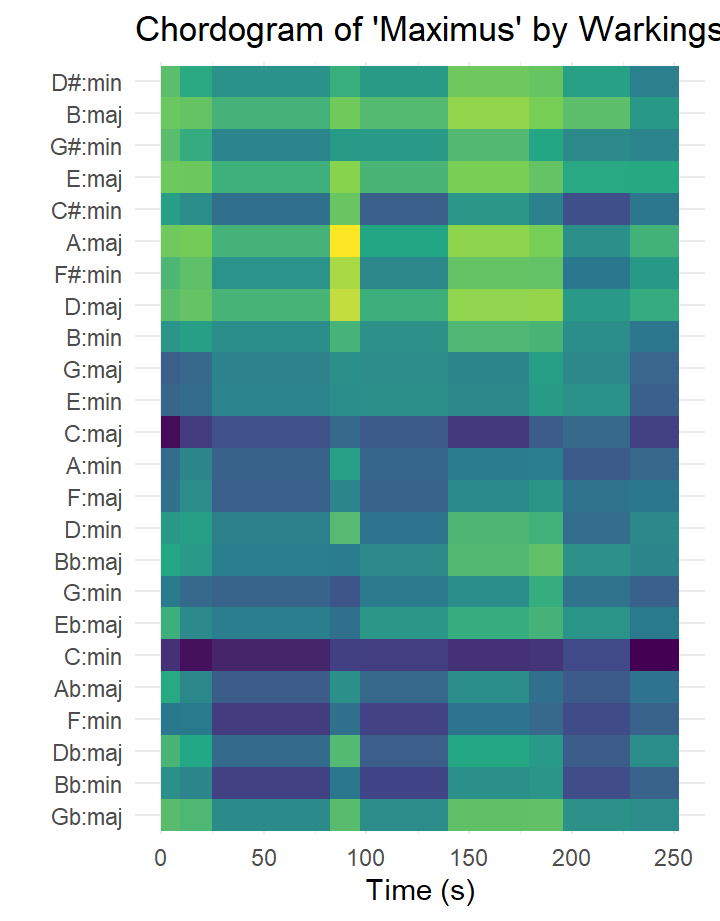 Chordogram of 'Maximus' by Warkings
D#:min
B:maj
G#:min
E:maj
C#:min
A:maj
F#:min
D:maj
B:min
G:maj
E:min
C:maj
A:min
F:maj
D:min
Bb:maj
G:min
Eb:maj
C:min
Ab:maj
F:min
Db:maj
Bb:min
Gb:maj
0 50 100 150 200 250
Time (s)